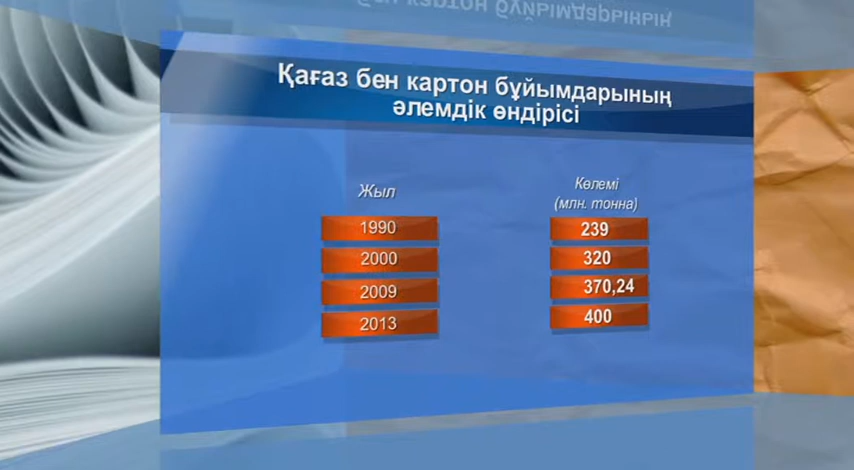 Қағаз бен картон бұйымдарының
әлемдік өндірісі
Жыл
Көлемі
(млн. тонна)
1990 239
2000 320
2009 370,24
2013 400